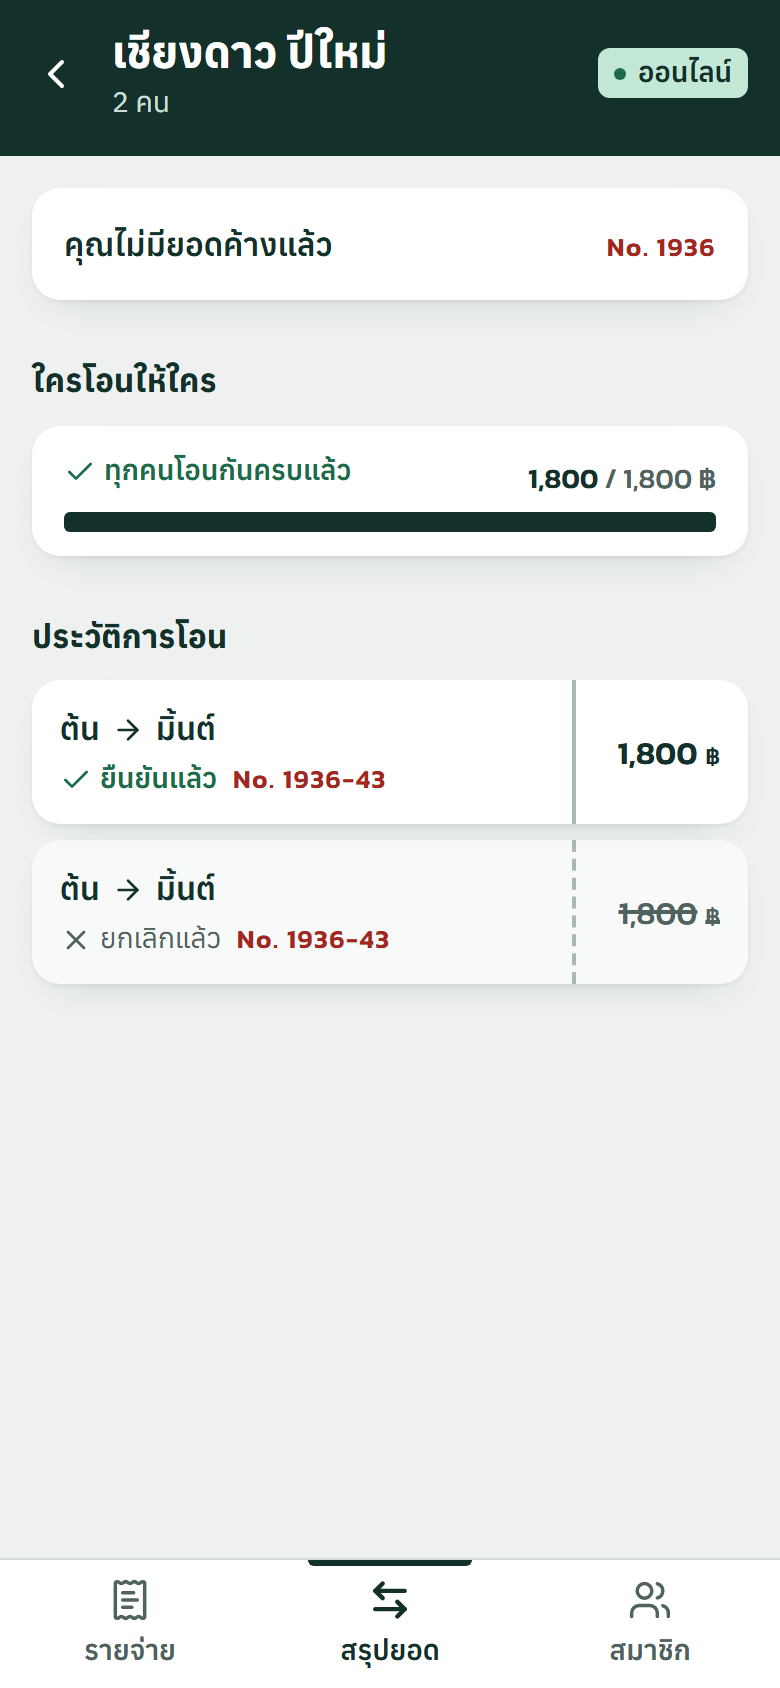 เชียงดาว ปีใหม่
2 คน
ออนไลน์
คุณไม่มียอดค้างแล้ว
No. 1936
ใครโอนให้ใคร
ทุกคนโอนกันครบแล้ว
1,800 / 1,800 ฿
ประวัติการโอน
ต้น → มิ้นต์
ยืนยันแล้ว No. 1936-43
1,800 ฿
ต้น → มิ้นต์
ยกเลิกแล้ว No. 1936-43
1,800 ฿
รายจ่าย
สรุปยอด
สมาชิก